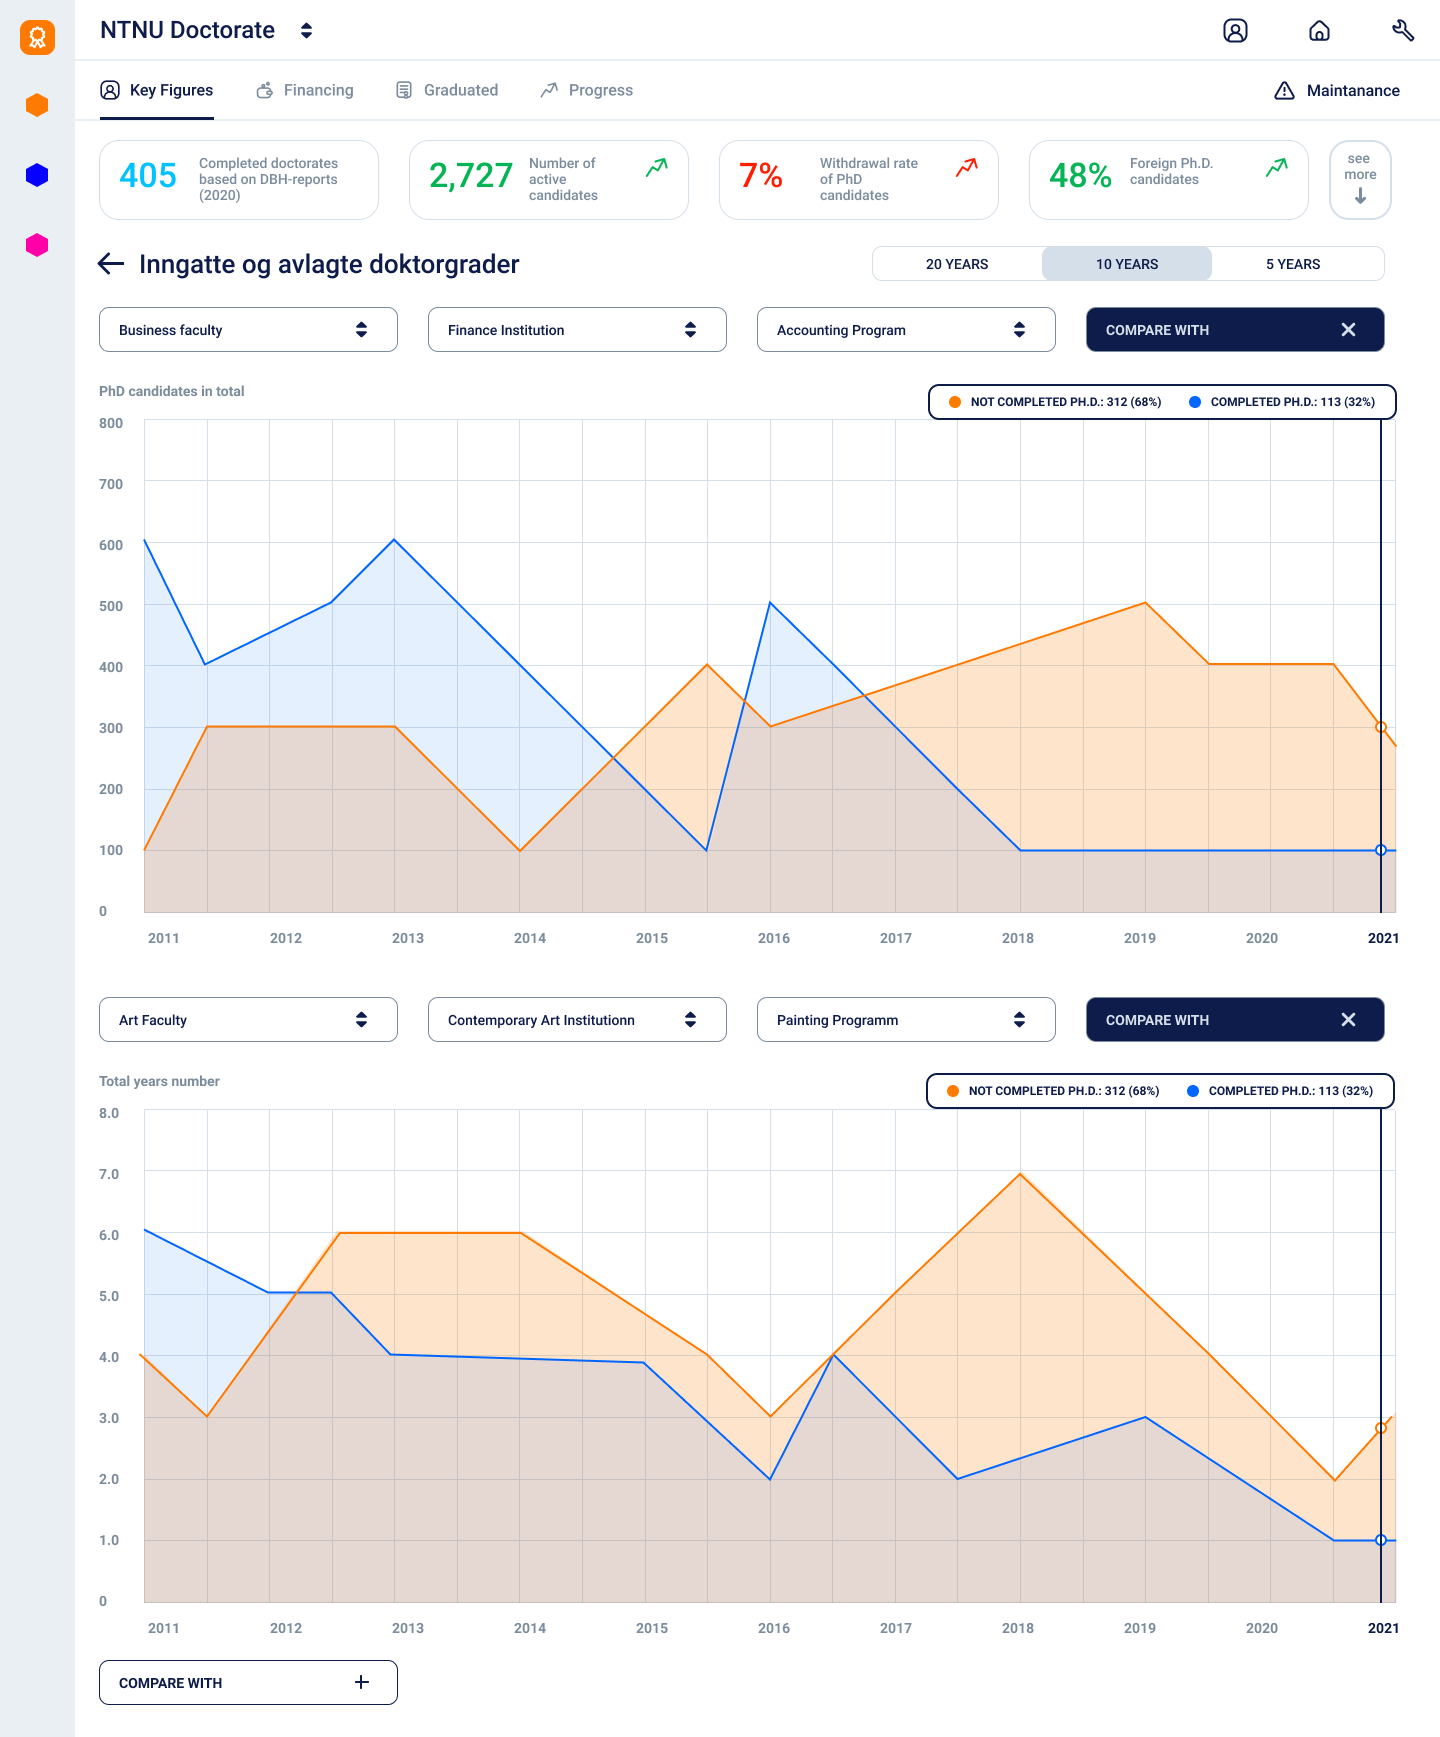 NTNU Doctorate
Key Figures
Financing
Graduated
Progress
Maintanance
405
Completed doctorates
based on DBH-reports
(2020)
2,727
Number of
active
candidates
7%
Withdrawal rate
of PhD
candidates
48%
Foreign Ph.D.
candidates
see
more
Inngatte og avlagte doktorgrader
20 YEARS
10 YEARS
5 YEARS
Business faculty
Finance Institution
Accounting Program
COMPARE WITH
PhD candidates in total
NOT COMPLETED PH.D.: 312 (68%)
COMPLETED PH.D.: 113 (32%)
800
700
600
500
400
300
200
100
0
2011
2012
2013
2014
2015
2016
2017
2018
2019
2020
2021
Art Faculty
Contemporary Art Institutionn
Painting Programm
COMPARE WITH
Total years number
NOT COMPLETED PH.D.: 312 (68%)
COMPLETED PH.D.: 113 (32%)
8.0
7.0
6.0
5.0
4.0
3.0
2.0
1.0
0
2011
2012
2013
2014
2015
2016
2017
2018
2019
2020
2021
COMPARE WITH